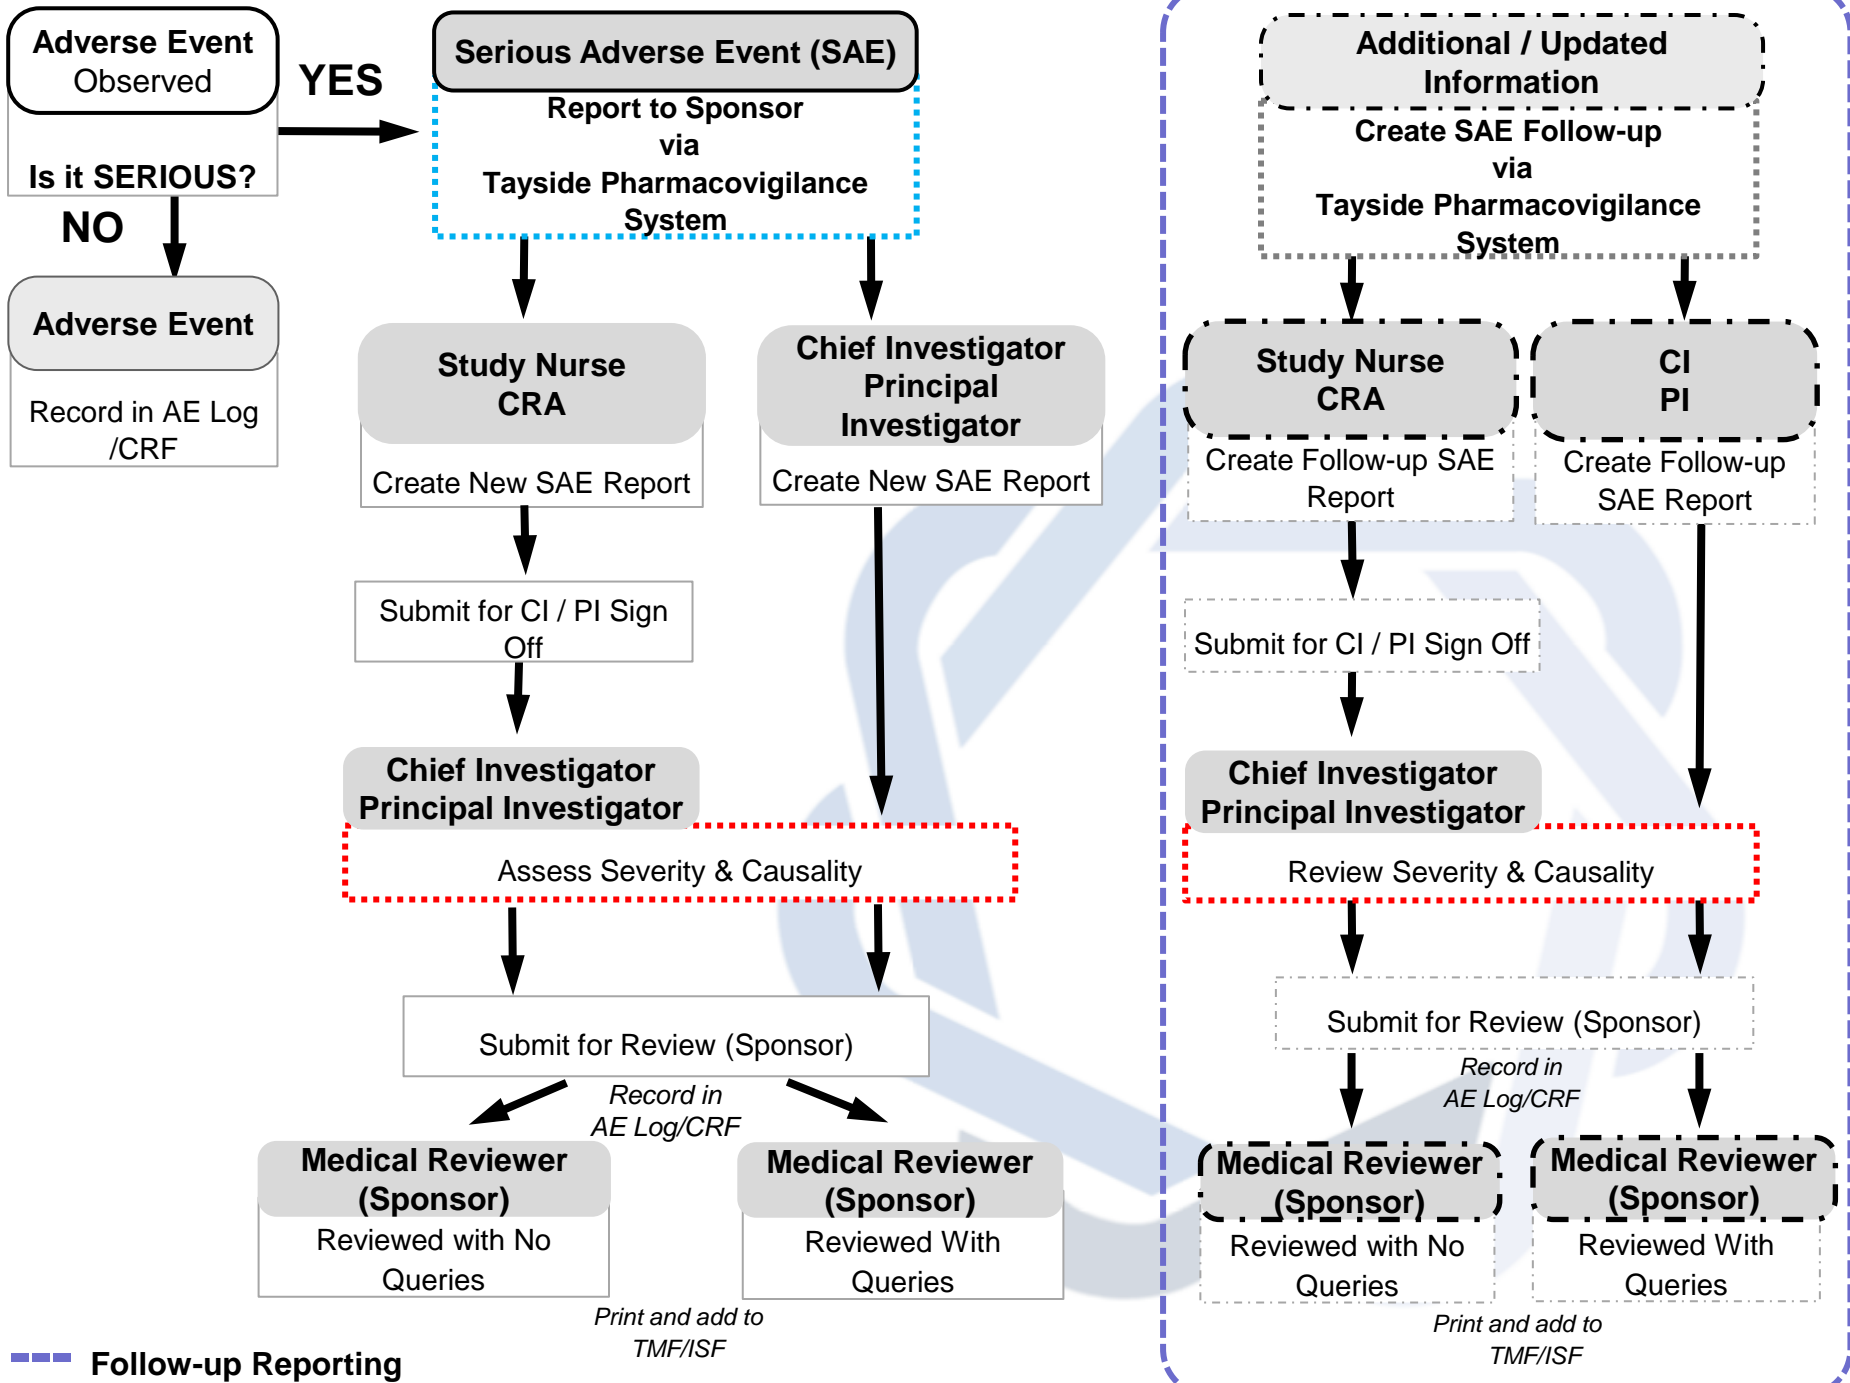 Adverse Event
Observed
Is it SERIOUS?
YES
NO
Adverse Event
Record in AE Log
/CRF
Serious Adverse Event (SAE)
Report to Sponsor
via
Tayside Pharmacovigilance
System
Study Nurse
CRA
Create New SAE Report
Chief Investigator
Principal
Investigator
Create New SAE Report
Submit for CI / PI Sign
Off
Chief Investigator
Principal Investigator
Assess Severity & Causality
Submit for Review (Sponsor)
Record in
AE Log/CRF
Medical Reviewer
(Sponsor)
Reviewed with No
Queries
Medical Reviewer
(Sponsor)
Reviewed With
Queries
Print and add to
TMF/ISF
Follow-up Reporting
Additional / Updated
Information
Create SAE Follow-up
via
Tayside Pharmacovigilance
System
Study Nurse
CRA
Create Follow-up SAE
Report
CI
PI
Create Follow-up
SAE Report
Submit for CI / PI Sign Off
Chief Investigator
Principal Investigator
Review Severity & Causality
Submit for Review (Sponsor)
Record in
AE Log/CRF
Medical Reviewer
(Sponsor)
Reviewed with No
Queries
Medical Reviewer
(Sponsor)
Reviewed With
Queries
Print and add to
TMF/ISF